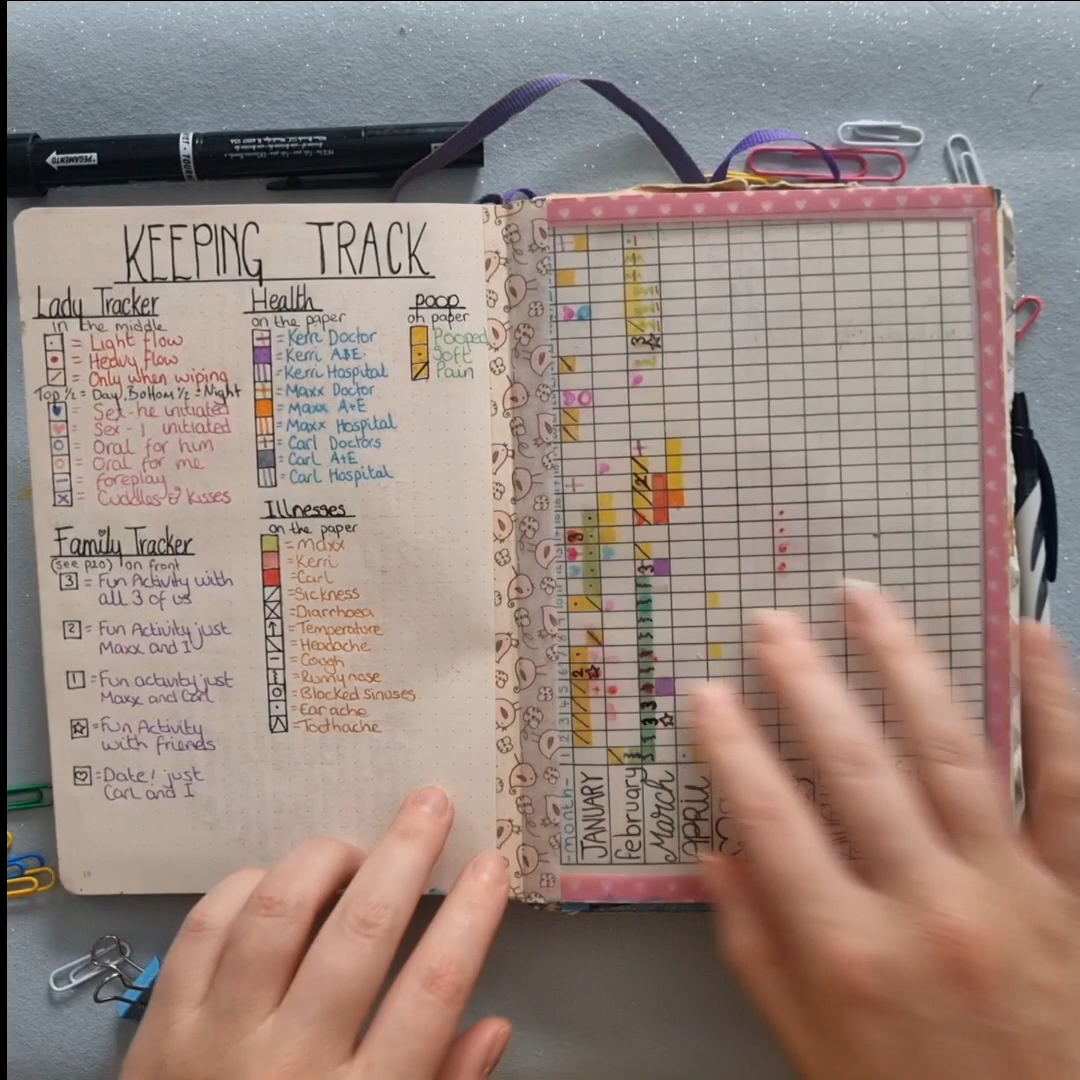 KEEPING TRACK
Lady Tracker
in the middle
= Light flow
= Heavy flow
= Only when wiping
Top ½ = Day, Bottom ½ = Night
= Sex-he initiated
= Sex-I initiated
= Oral for him
= Oral for me
= foreplay
= Cuddles & Kisses
Family Tracker
(see p20) on front
3 = Fun Activity with
all 3 of us
2 = Fun Activity just
Maxx and I
1 = Fun activity just
Maxx and Carl
☆ = Fun Activity
with friends
♡ = Date! just
Carl and I
Health
on the paper
= Kerri Doctor
= Kerri A&E
= Kerri Hospital
= Maxx Doctor
= Maxx A+E
= Maxx Hospital
= Carl Doctors
= Carl A+E
= Carl Hospital
Illnesses
on the paper
= Maxx
= Kerri
= Carl
= Sickness
= Diarrhoea
= Temperature
= Headache
= Cough
= Runny nose
= Blocked sinuses
= Ear ache
= Toothache
Poop
on paper
= Pooped
= Soft
= Pain
-month-
JANUARY
february
March
APRIL
PEGAMENTO